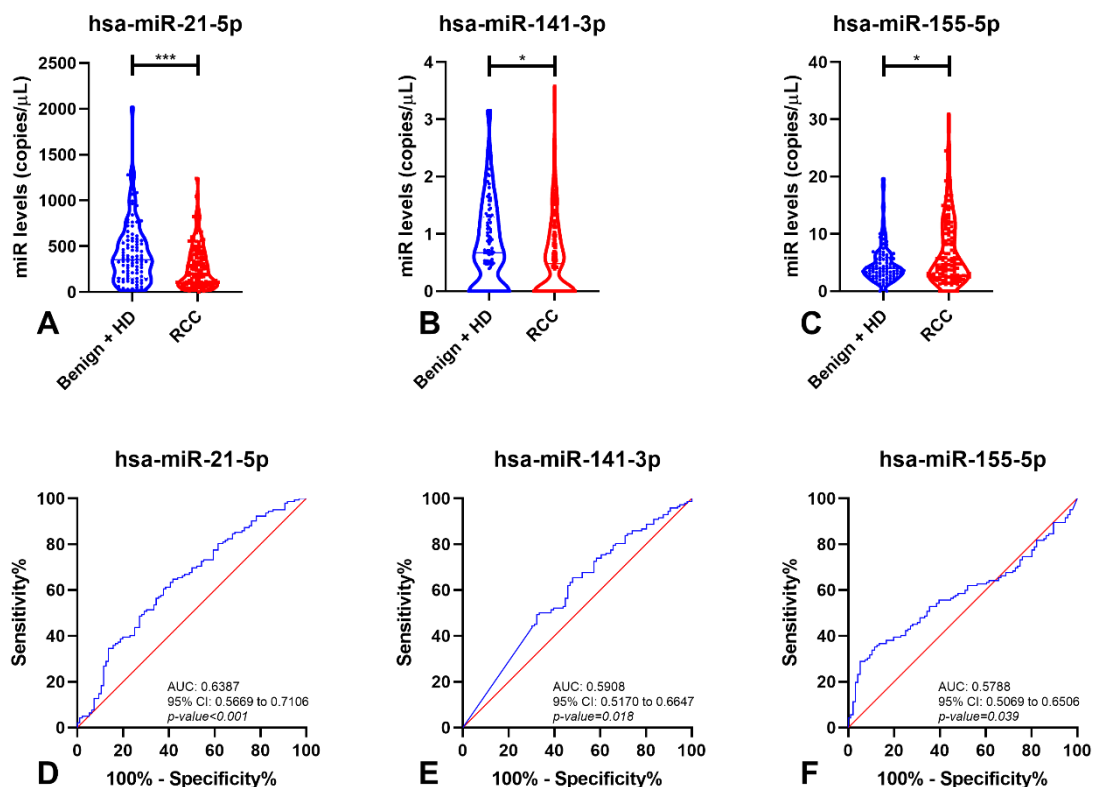 hsa-miR-21-5p
miR levels (copies/μL)
2500
2000
1500
1000
500
0
***
Benign + HD
RCC
A
hsa-miR-141-3p
miR levels (copies/μL)
4
3
2
1
0
*
Benign + HD
RCC
B
hsa-miR-155-5p
miR levels (copies/μL)
40
30
20
10
0
*
Benign + HD
RCC
C
hsa-miR-21-5p
Sensitivity%
100
80
60
40
20
0
AUC: 0.6387
95% CI: 0.5669 to 0.7106
p-value<0.001
0 20 40 60 80 100
100% - Specificity%
D
hsa-miR-141-3p
Sensitivity%
100
80
60
40
20
0
AUC: 0.5908
95% CI: 0.5170 to 0.6647
p-value=0.018
0 20 40 60 80 100
100% - Specificity%
E
hsa-miR-155-5p
Sensitivity%
100
80
60
40
20
0
AUC: 0.5788
95% CI: 0.5069 to 0.6506
p-value=0.039
0 20 40 60 80 100
100% - Specificity%
F